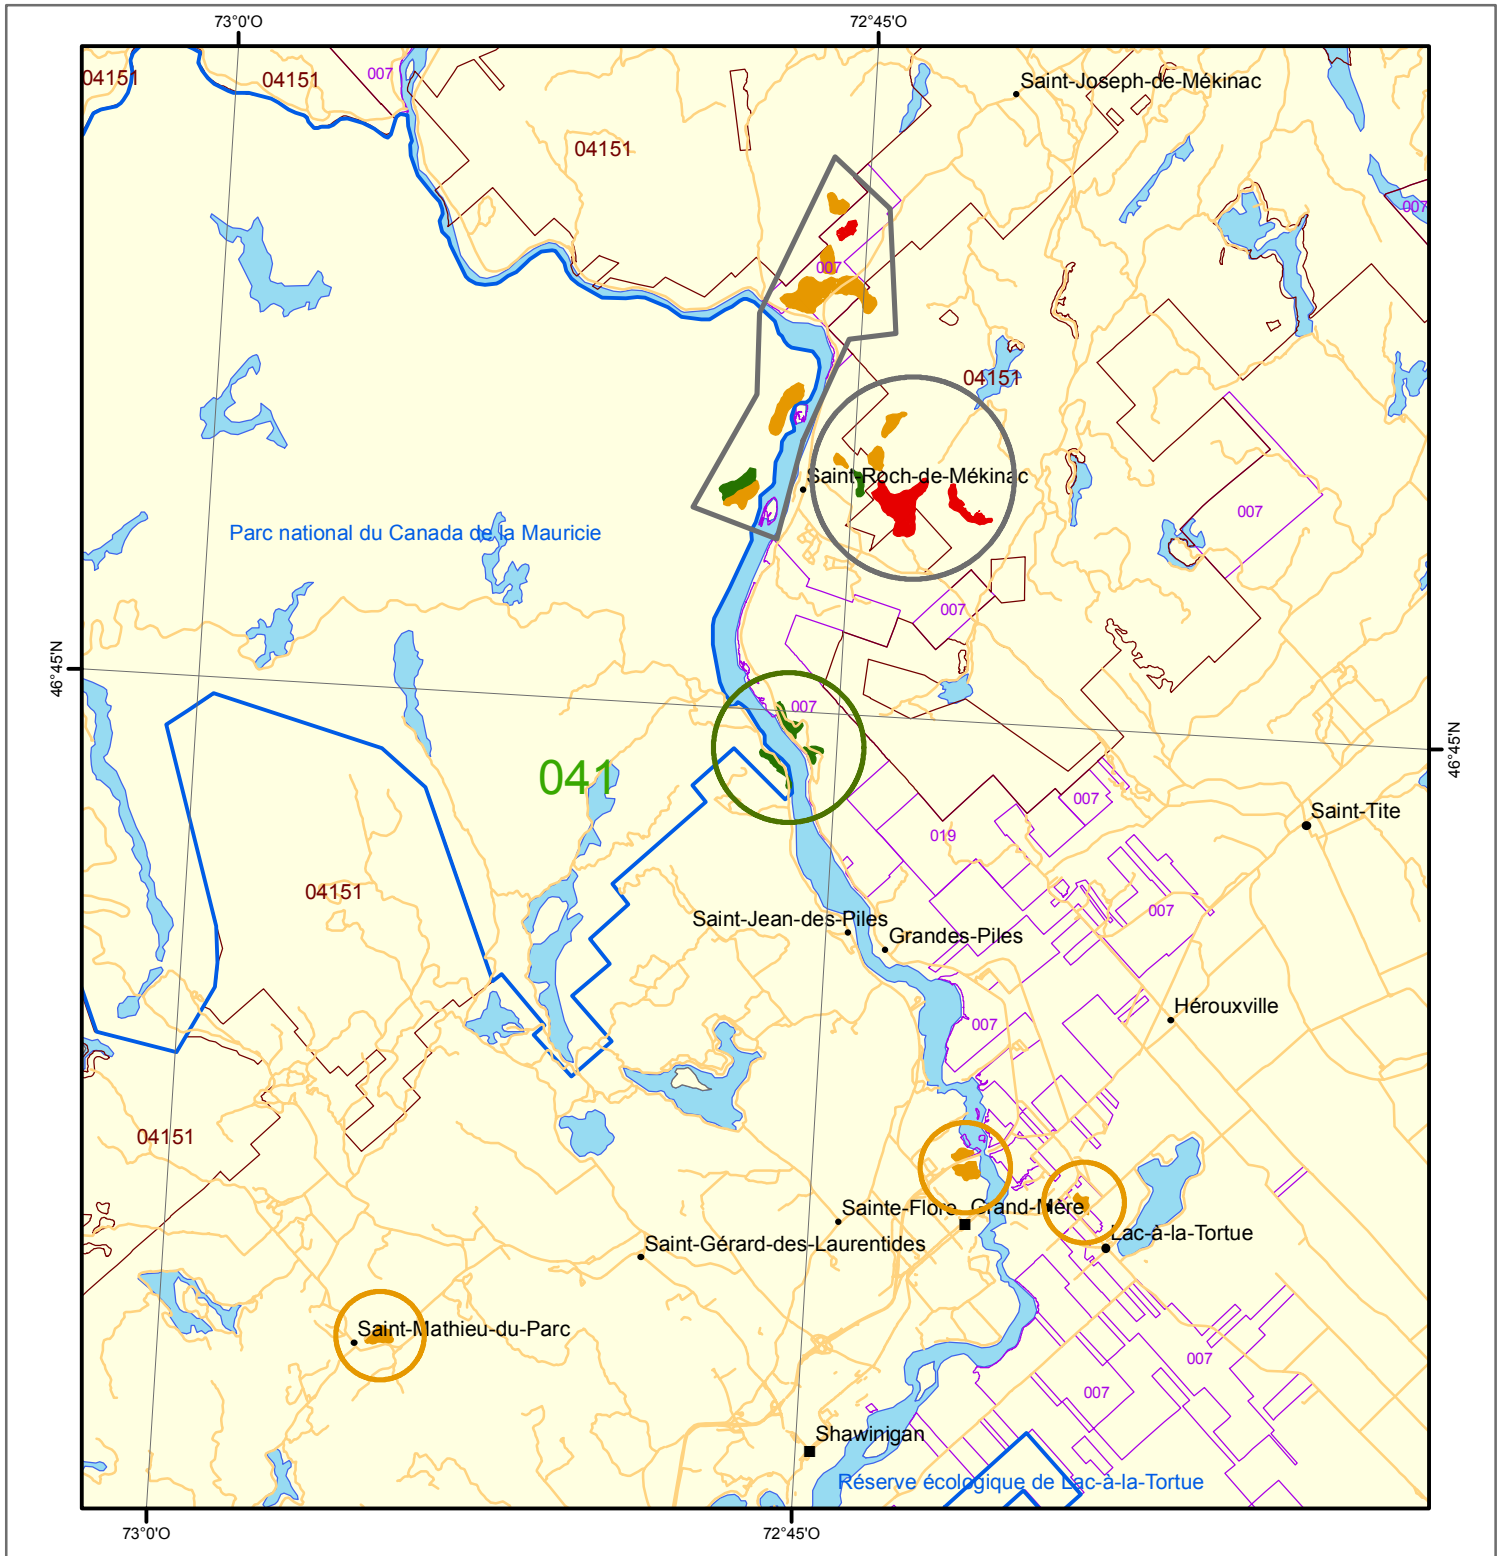 73°0'O
72°45'O
04151
04151
007
Saint-Joseph-de-Mékinac
04151
007
007
04151
Saint-Roch-de-Mékinac
007
Parc national du Canada de la Mauricie
007
46°45'N
46°45'N
007
041
007
Saint-Tite
019
04151
007
Saint-Jean-des-Piles
Grandes-Piles
Hérouxville
007
04151
Sainte-Flore
Grand-Mère
Lac-à-la-Tortue
Saint-Gérard-des-Laurentides
Saint-Mathieu-du-Parc
007
007
Shawinigan
Réserve écologique de Lac-à-la-Tortue
73°0'O
72°45'O